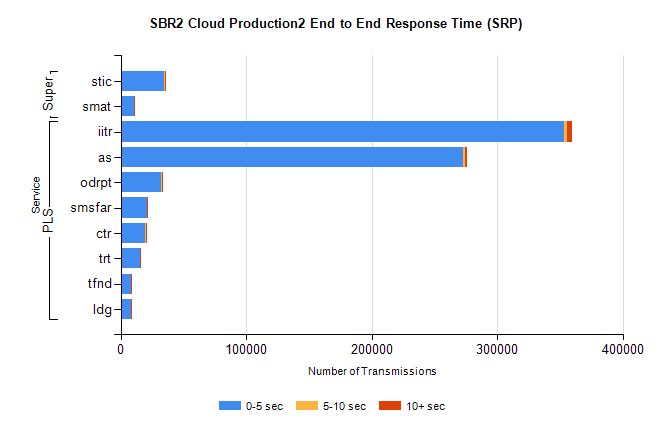 SBR2 Cloud Production2 End to End Response Time (SRP)
Super
stic
smat
Service
PLS
iitr
as
odrpt
smsfar
ctr
trt
tfnd
ldg
0 100000 200000 300000 400000
Number of Transmissions
0-5 sec 5-10 sec 10+ sec